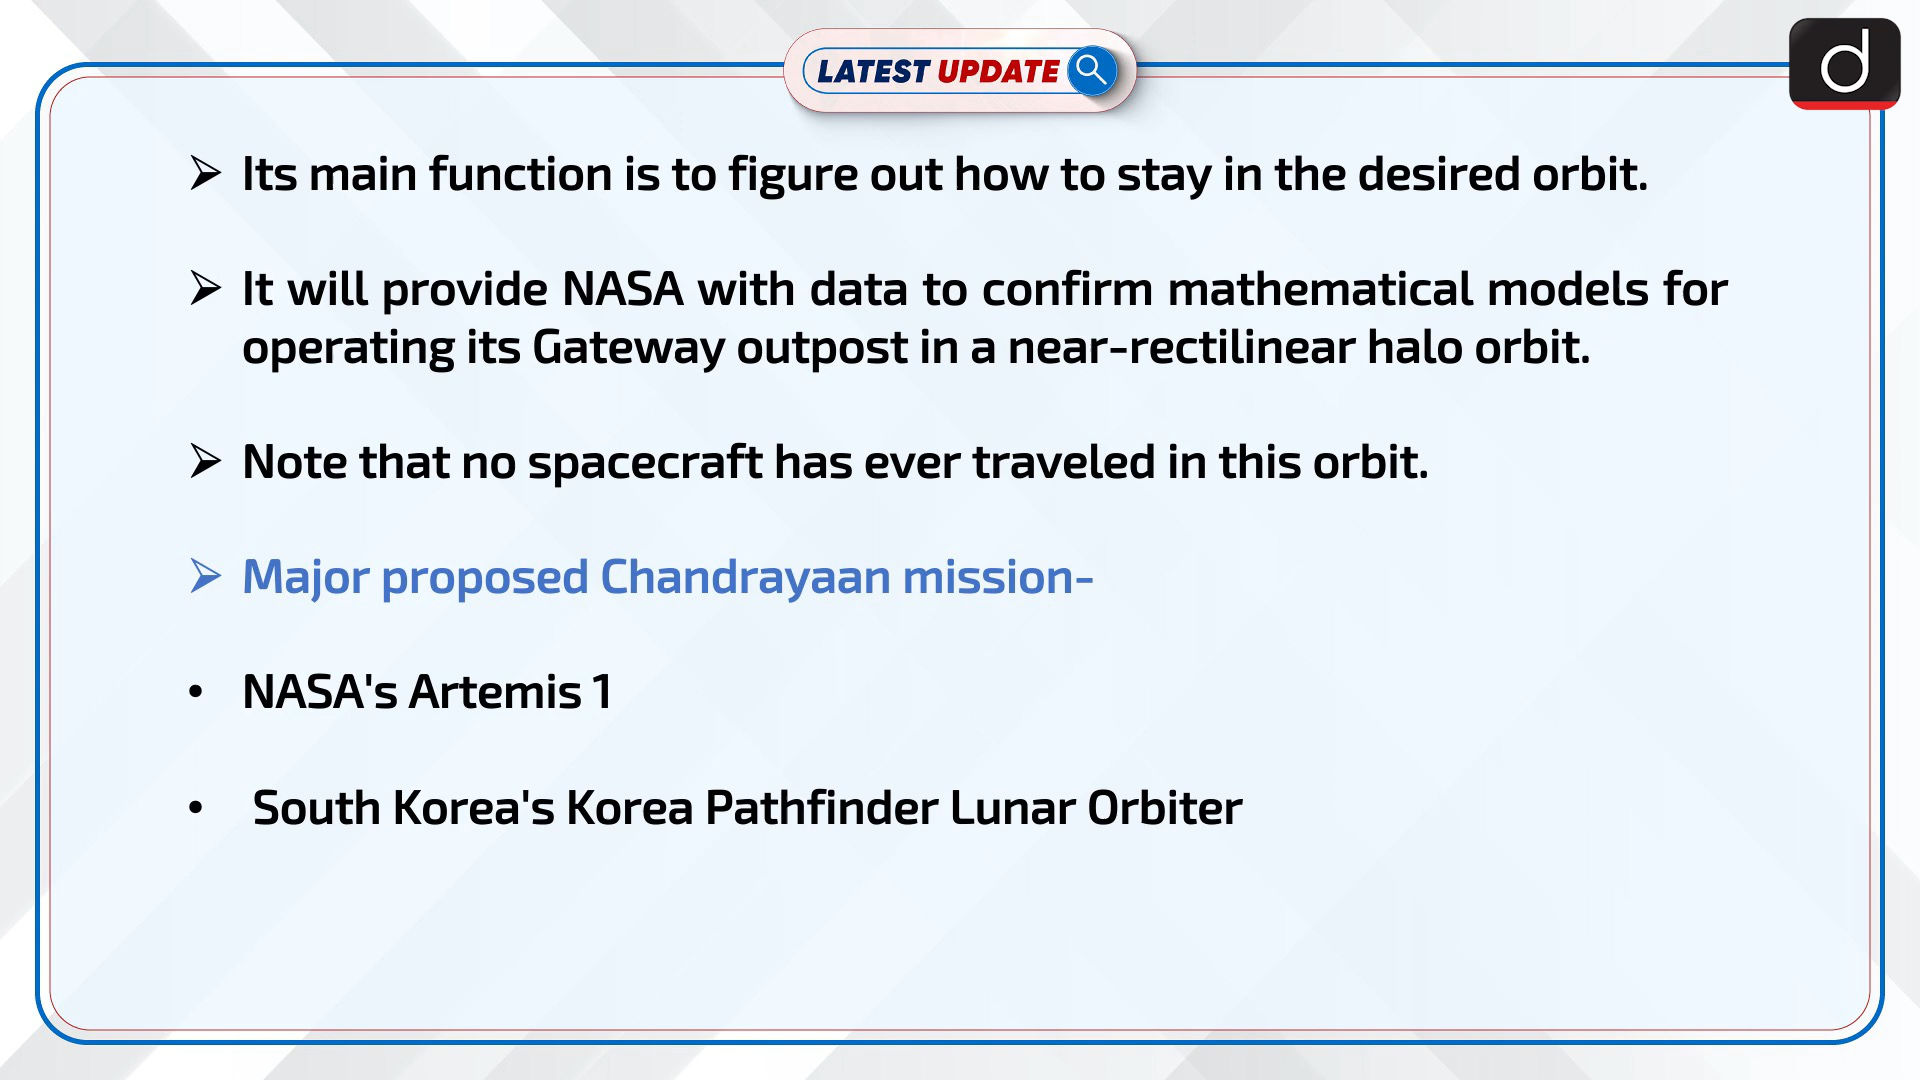 LATEST UPDATE
d
➢ Its main function is to figure out how to stay in the desired orbit.
➢ It will provide NASA with data to confirm mathematical models for
operating its Gateway outpost in a near-rectilinear halo orbit.
➢ Note that no spacecraft has ever traveled in this orbit.
➢ Major proposed Chandrayaan mission-
• NASA's Artemis 1
• South Korea's Korea Pathfinder Lunar Orbiter